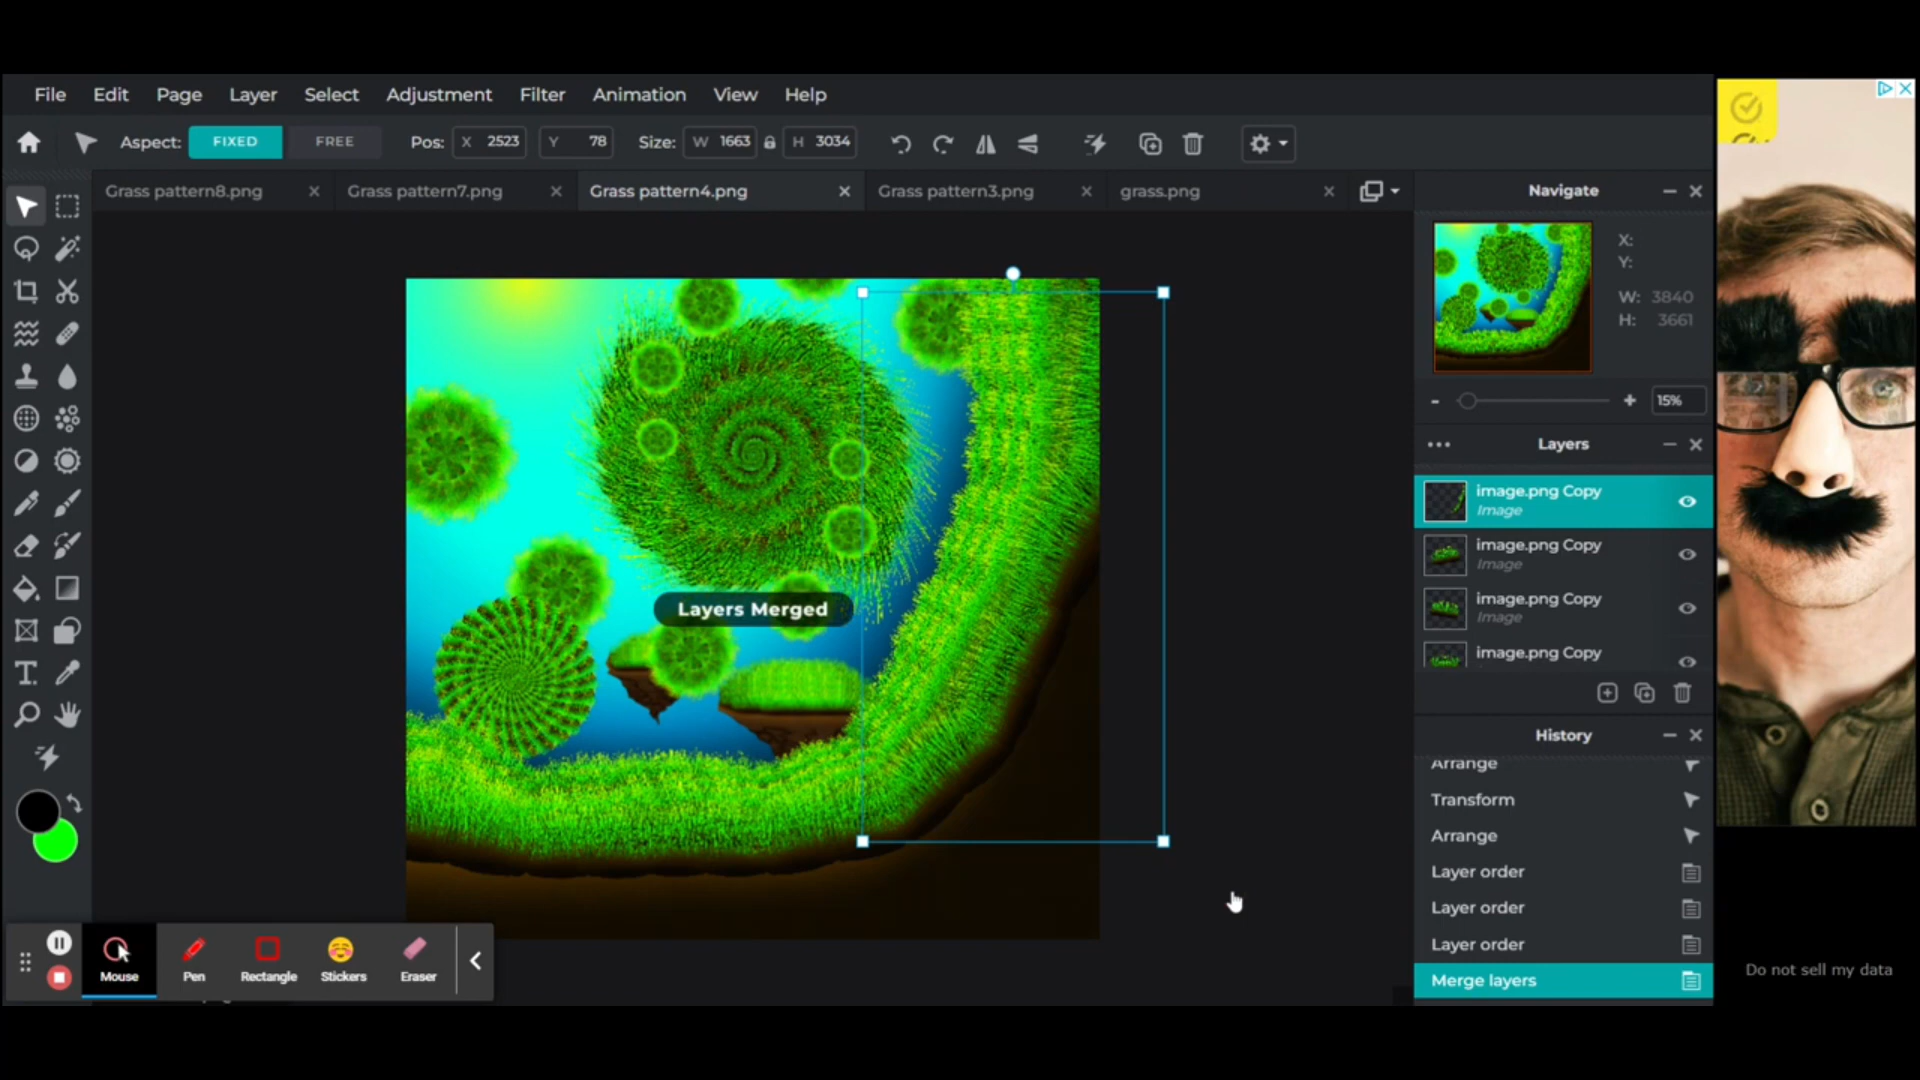 File Edit Page Layer Select Adjustment Filter Animation View Help
Aspect: FIXED FREE Pos: X 2523 Y 78 Size: W 1663 H 3034
Grass pattern8.png Grass pattern7.png Grass pattern4.png Grass pattern3.png grass.png
Navigate
X:
Y:
W: 3840
H: 3661
- + 15%
Layers
image.png Copy
Image
image.png Copy
Image
image.png Copy
Image
image.png Copy
Layers Merged
History
Arrange
Transform
Arrange
Layer order
Layer order
Layer order
Merge layers
Mouse Pen Rectangle Stickers Eraser
Do not sell my data